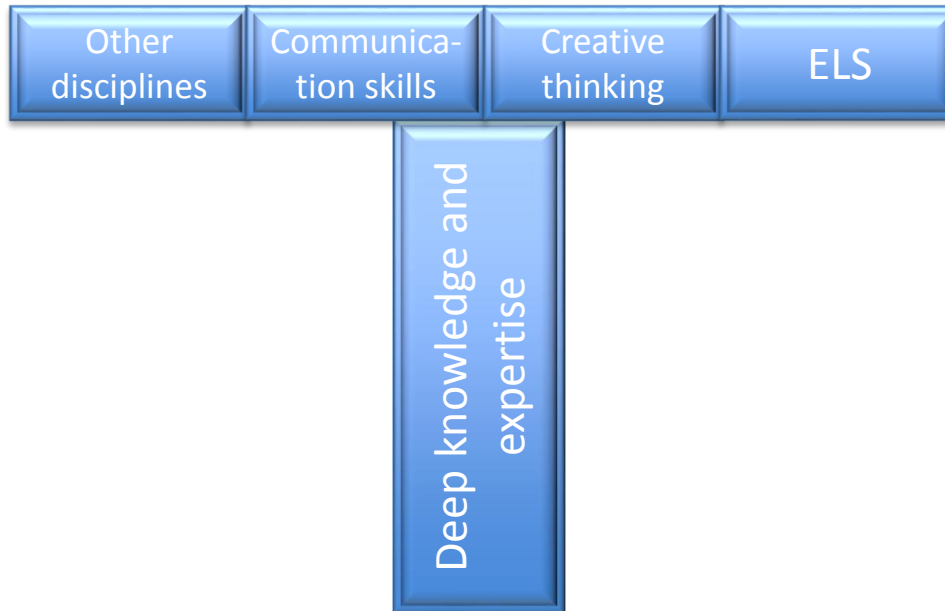 Other
disciplines
Communica-
tion skills
Creative
thinking
ELS
Deep knowledge and
expertise